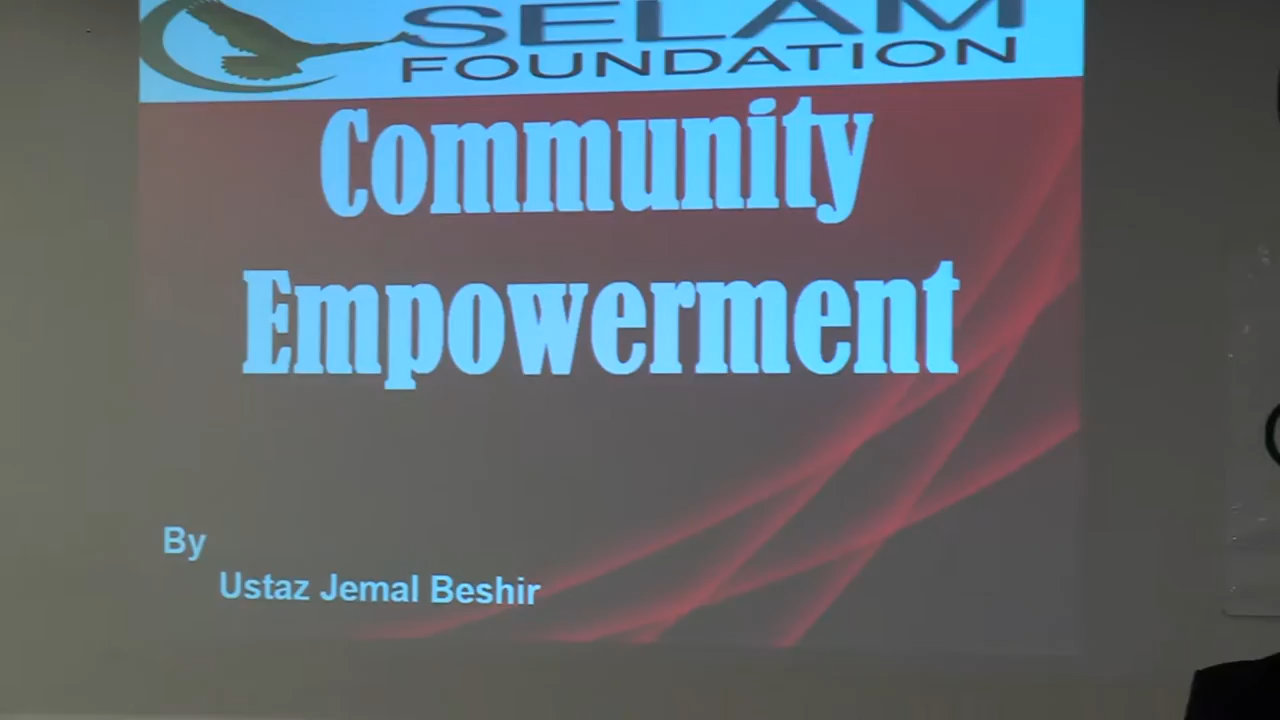 SELAM
FOUNDATION
Community
Empowerment
By
Ustaz Jemal Beshir